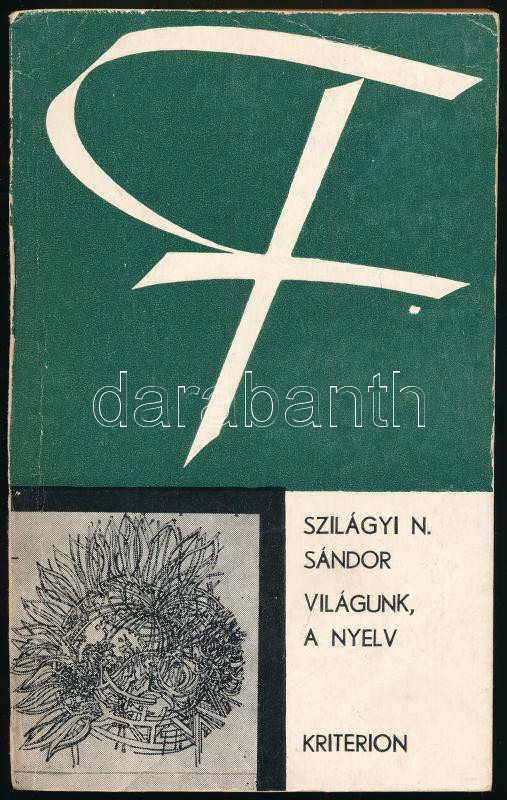 F.
darabanth
SZILÁGYI N.
SÁNDOR
VILÁGUNK,
A NYELV
KRITERION